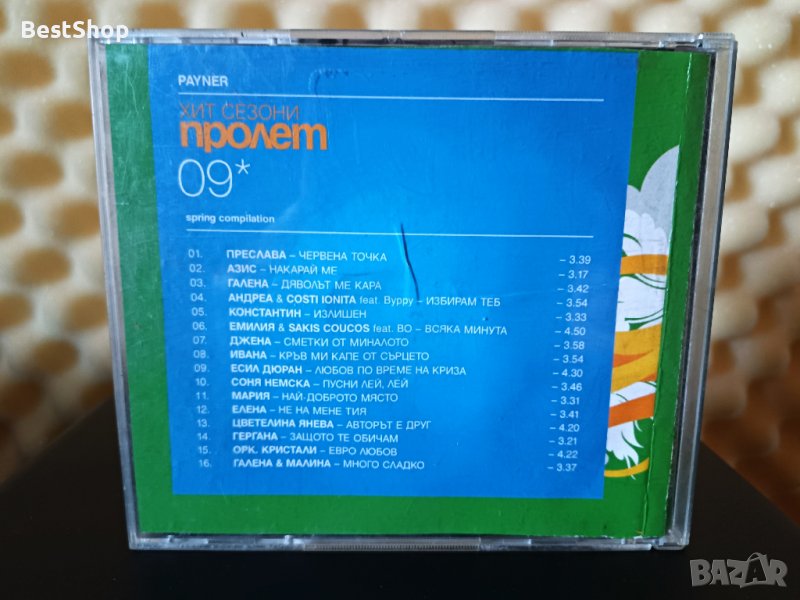 BestShop
PAYNER
ХИТ СЕЗОНИ
пролет
09*
spring compilation
01. ПРЕСЛАВА – ЧЕРВЕНА ТОЧКА – 3.39
02. АЗИС – НАКАРАЙ МЕ – 3.17
03. ГАЛЕНА – ДЯВОЛЪТ МЕ КАРА – 3.42
04. АНДРЕА & COSTI IONITA feat. Byppy – ИЗБИРАМ ТЕБ – 3.54
05. КОНСТАНТИН – ИЗЛИШЕН – 3.33
06. ЕМИЛИЯ & SAKIS COUCOS feat. BO – ВСЯКА МИНУТА – 4.50
07. ДЖЕНА – СМЕТКИ ОТ МИНАЛОТО – 3.58
08. ИВАНА – КРЪВ МИ КАПЕ ОТ СЪРЦЕТО – 3.54
09. ЕСИЛ ДЮРАН – ЛЮБОВ ПО ВРЕМЕ НА КРИЗА – 4.30
10. СОНЯ НЕМСКА – ПУСНИ ЛЕЙ, ЛЕЙ – 3.46
11. МАРИЯ – НАЙ-ДОБРОТО МЯСТО – 3.31
12. ЕЛЕНА – НЕ НА МЕНЕ ТИЯ – 3.41
13. ЦВЕТЕЛИНА ЯНЕВА – АВТОРЪТ Е ДРУГ – 4.20
14. ГЕРГАНА – ЗАЩОТО ТЕ ОБИЧАМ – 3.21
15. ОРК. КРИСТАЛИ – ЕВРО ЛЮБОВ – 4.22
16. ГАЛЕНА & МАЛИНА – МНОГО СЛАДКО – 3.37
BAZAR